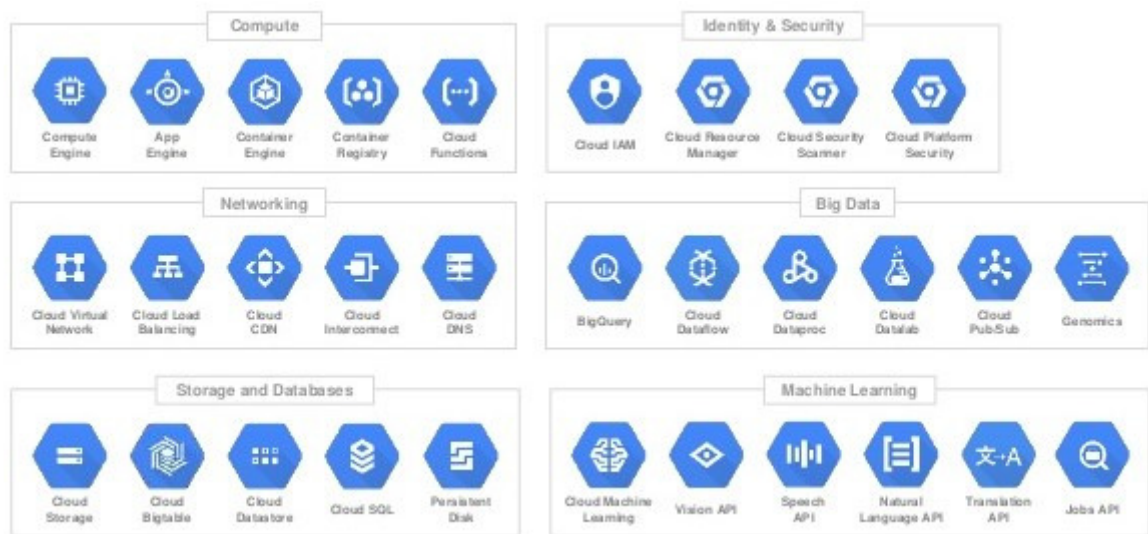 Compute
Compute
Engine
App
Engine
Container
Engine
Container
Registry
Cloud
Functions
Identity & Security
Cloud IAM
Cloud Resource
Manager
Cloud Security
Scanner
Cloud Platform
Security
Networking
Cloud Virtual
Network
Cloud Load
Balancing
Cloud
CDN
Cloud
Interconnect
Cloud
DNS
Big Data
BigQuery
Cloud
Dataflow
Cloud
Dataproc
Cloud
Datalab
Cloud
Pub/Sub
Genomics
Storage and Databases
Cloud
Storage
Cloud
Bigtable
Cloud
Datastore
Cloud SQL
Persistent
Disk
Machine Learning
Cloud Machine
Learning
Vision API
Speech
API
Natural
Language API
文→A
Translation
API
Jobs API